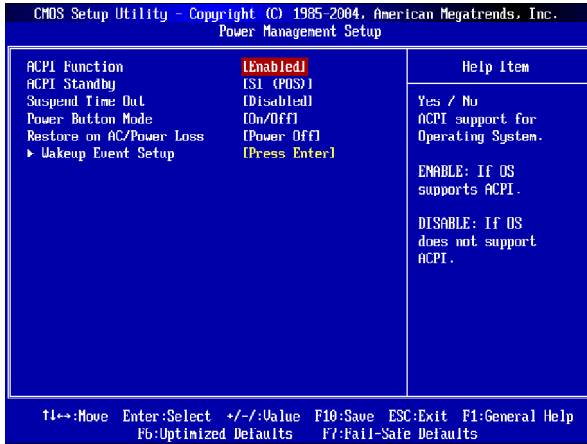 CMOS Setup Utility - Copyright (C) 1985-2004, American Megatrends, Inc.
Power Management Setup
ACPI Function [Enabled]
ACPI Standby [S1 (POS)]
Suspend Time Out [Disabled]
Power Button Mode [On/Off]
Restore on AC/Power Loss [Power Off]
► Wakeup Event Setup [Press Enter]
Help Item
Yes / No
ACPI support for
Operating System.
ENABLE: If OS
supports ACPI.
DISABLE: If OS
does not support
ACPI.
↑↓↔:Move Enter:Select +/-/:Value F10:Save ESC:Exit F1:General Help
F6:Optimized Defaults F7:Fail-Safe Defaults